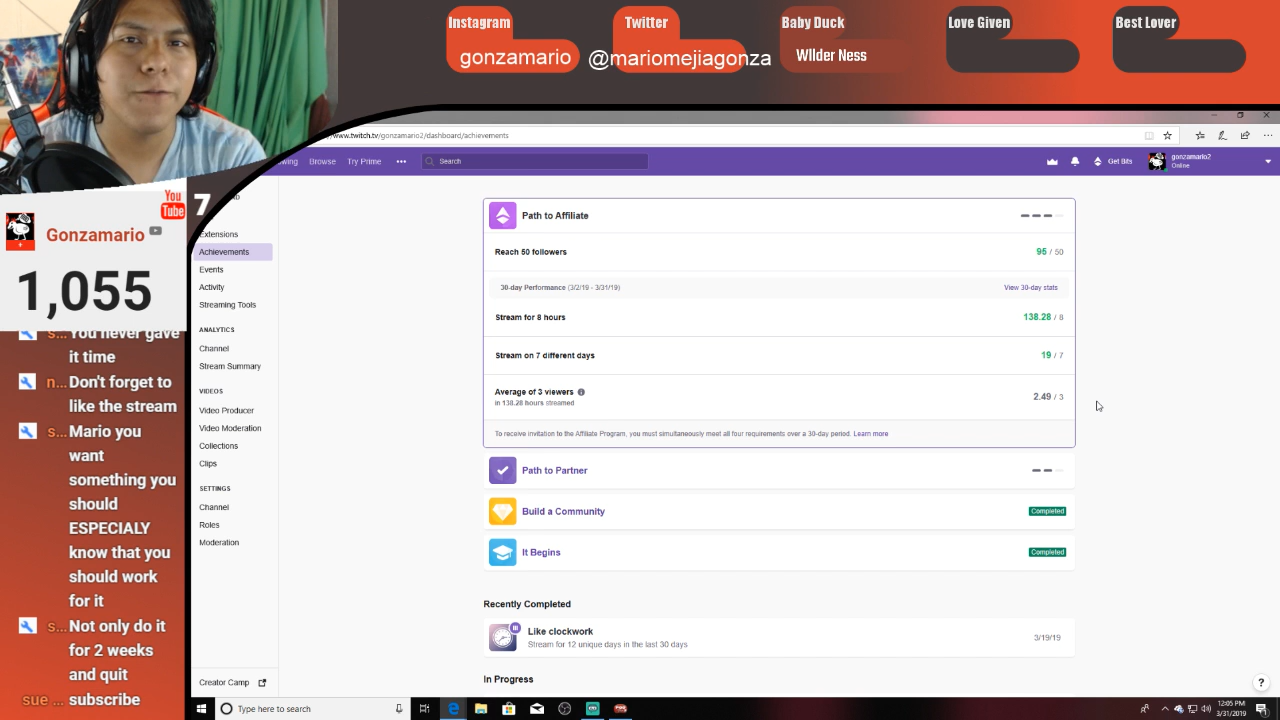 Instagram
gonzamario
Twitter
@mariomejiagonza
Baby Duck
WIlder Ness
Love Given
Best Lover
www.twitch.tv/gonzamario2/dashboard/achievements
Browse
Try Prime
Search
Get Bits
gonzamario2
Online
You
Tube
7
Gonzamario
1,055
You never gave
it time
n... Don't forget to
like the stream
s... Mario you
want
something you
should
ESPECIALY
know that you
should work
for it
s... Not only do it
for 2 weeks
and quit
sue ... subscribe
Extensions
Achievements
Events
Activity
Streaming Tools
ANALYTICS
Channel
Stream Summary
VIDEOS
Video Producer
Video Moderation
Collections
Clips
SETTINGS
Channel
Roles
Moderation
Creator Camp
Path to Affiliate
Reach 50 followers
95 / 50
30-day Performance (3/2/19 - 3/31/19)
View 30-day stats
Stream for 8 hours
138.28 / 8
Stream on 7 different days
19 / 7
Average of 3 viewers
in 138.28 hours streamed
2.49 / 3
To receive invitation to the Affiliate Program, you must simultaneously meet all four requirements over a 30-day period. Learn more
Path to Partner
Build a Community
Completed
It Begins
Completed
Recently Completed
Like clockwork
Stream for 12 unique days in the last 30 days
3/19/19
In Progress
?
Type here to search
12:05 PM
3/31/2019